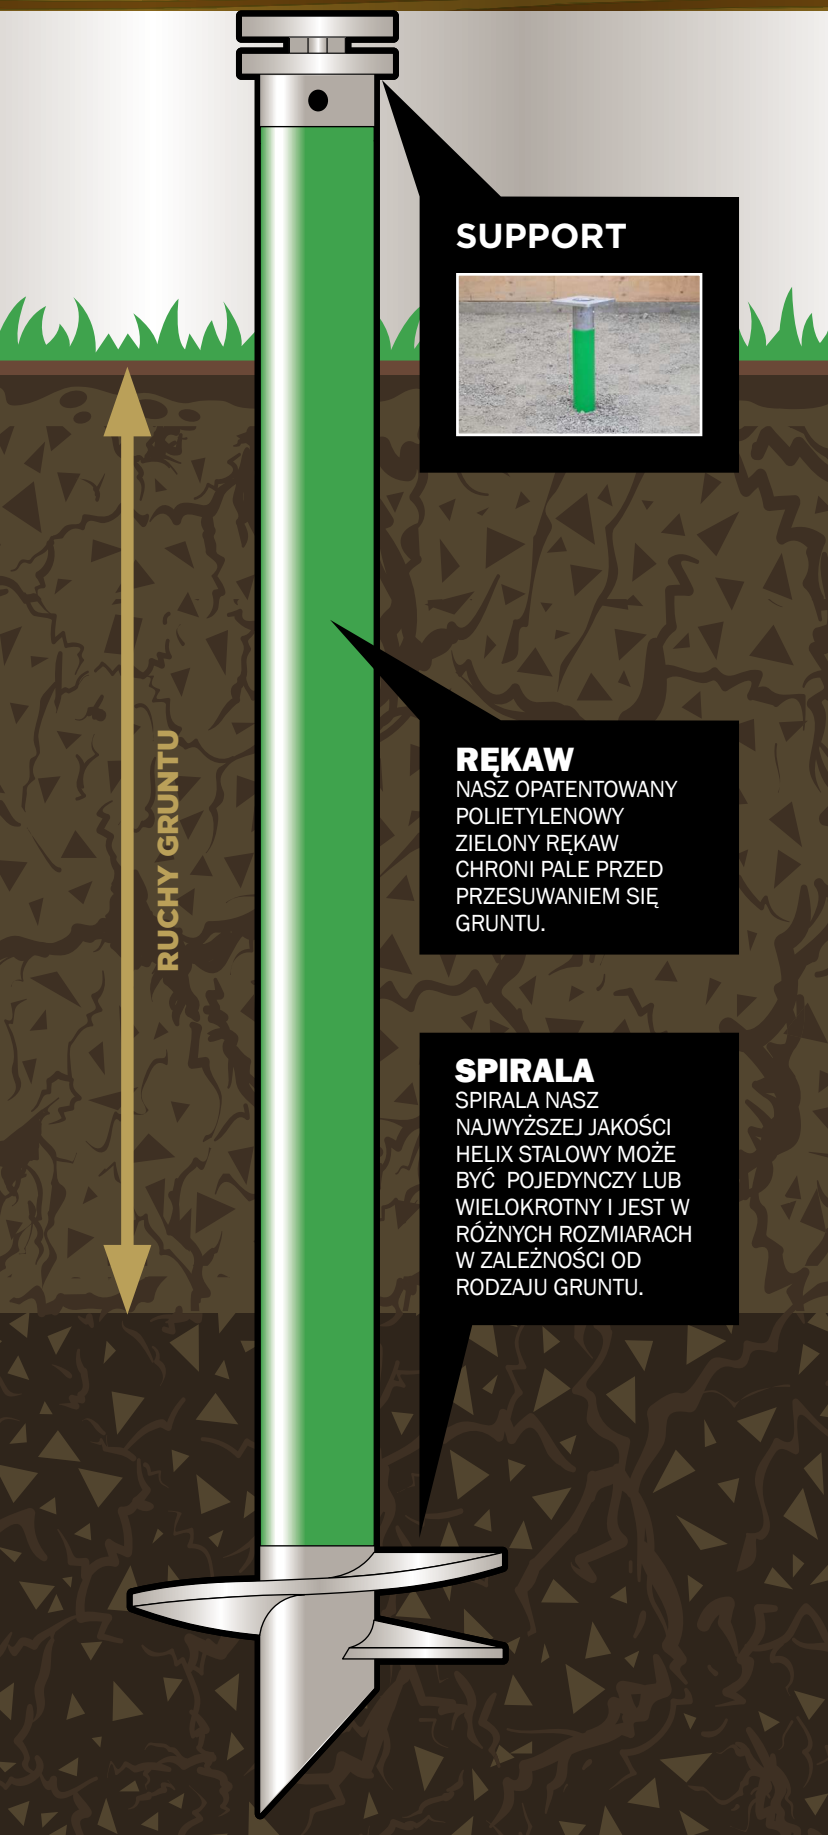 SUPPORT
RUCHY GRUNTU
RĘKAW
NASZ OPATENTOWANY
POLIETYLENOWY
ZIELONY RĘKAW
CHRONI PALE PRZED
PRZESUWANIEM SIĘ
GRUNTU.
SPIRALA
SPIRALA NASZ
NAJWYŻSZEJ JAKOŚCI
HELIX STALOWY MOŻE
BYĆ  POJEDYNCZY LUB
WIELOKROTNY I JEST W
RÓŻNYCH ROZMIARACH
W ZALEŻNOŚCI OD
RODZAJU GRUNTU.